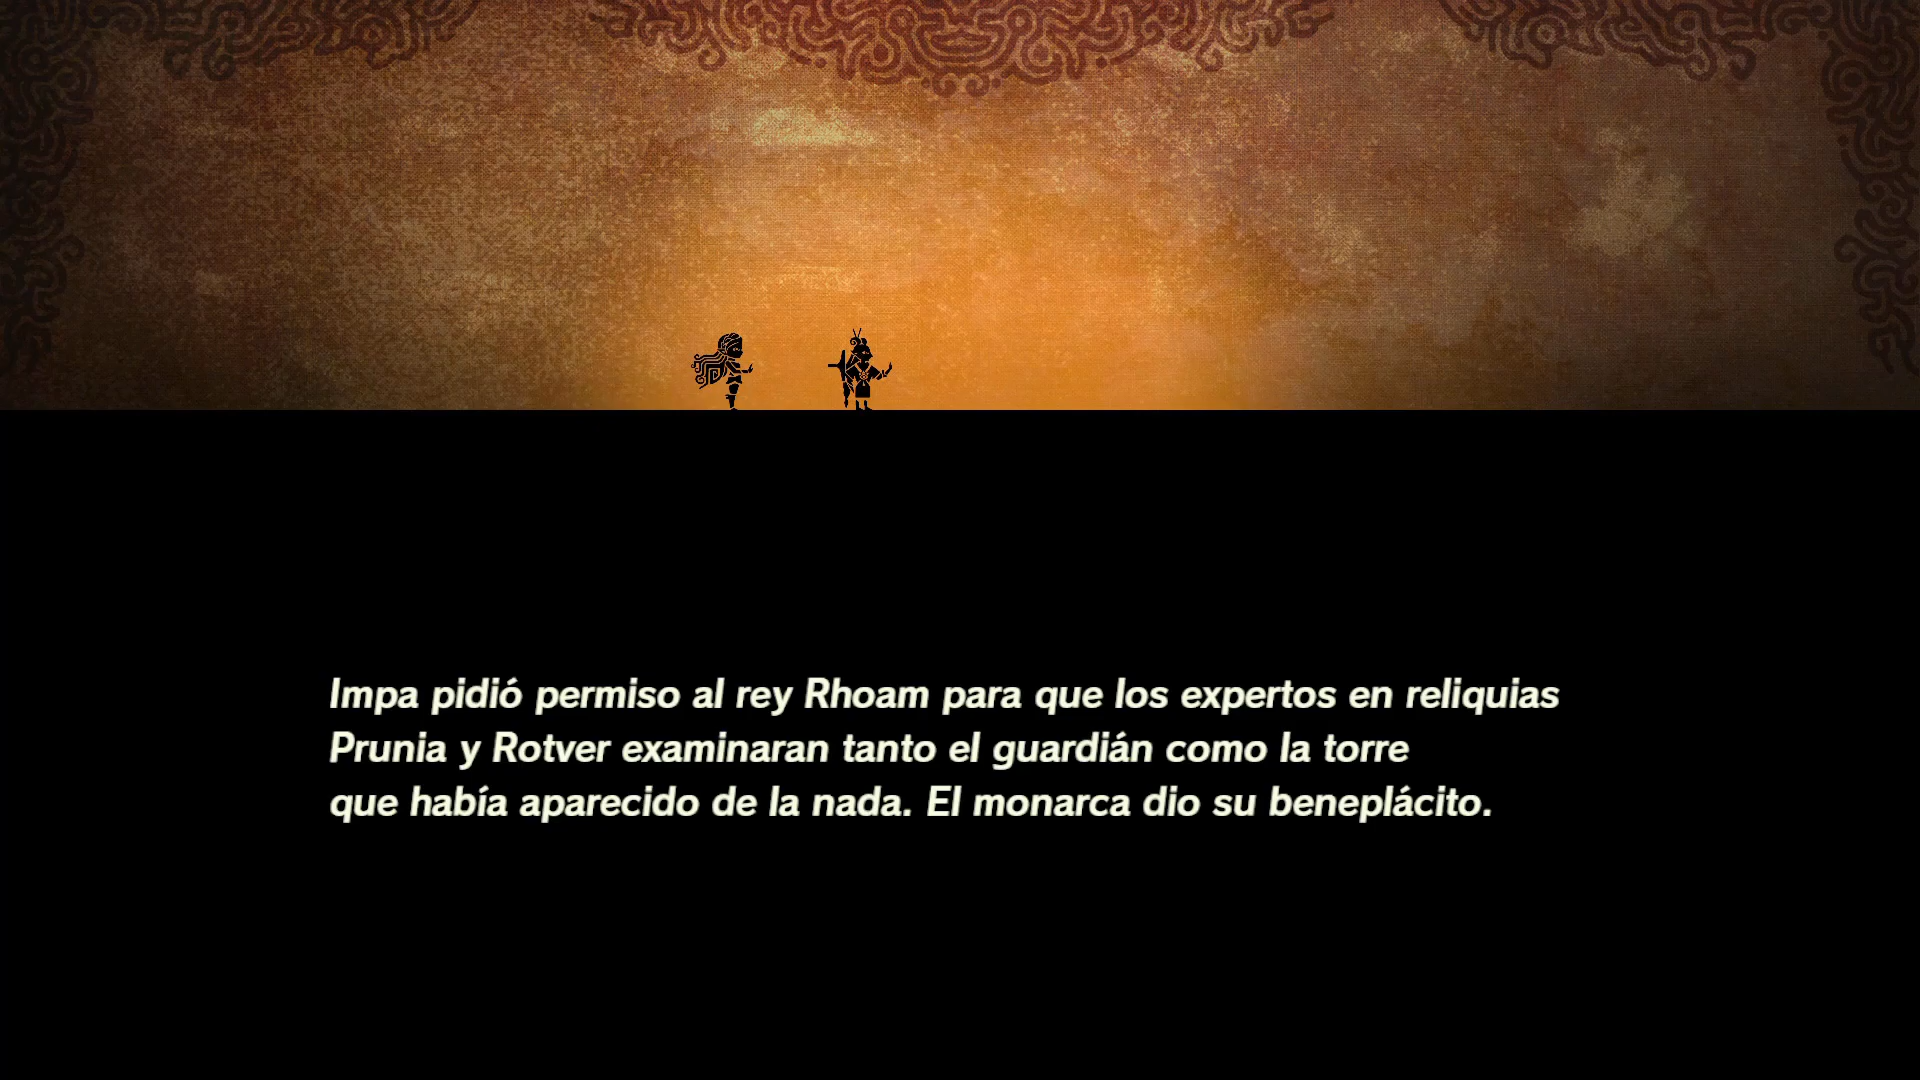 Impa pidió permiso al rey Rhoam para que los expertos en reliquias
Prunia y Rotver examinaran tanto el guardián como la torre
que había aparecido de la nada. El monarca dio su beneplácito.